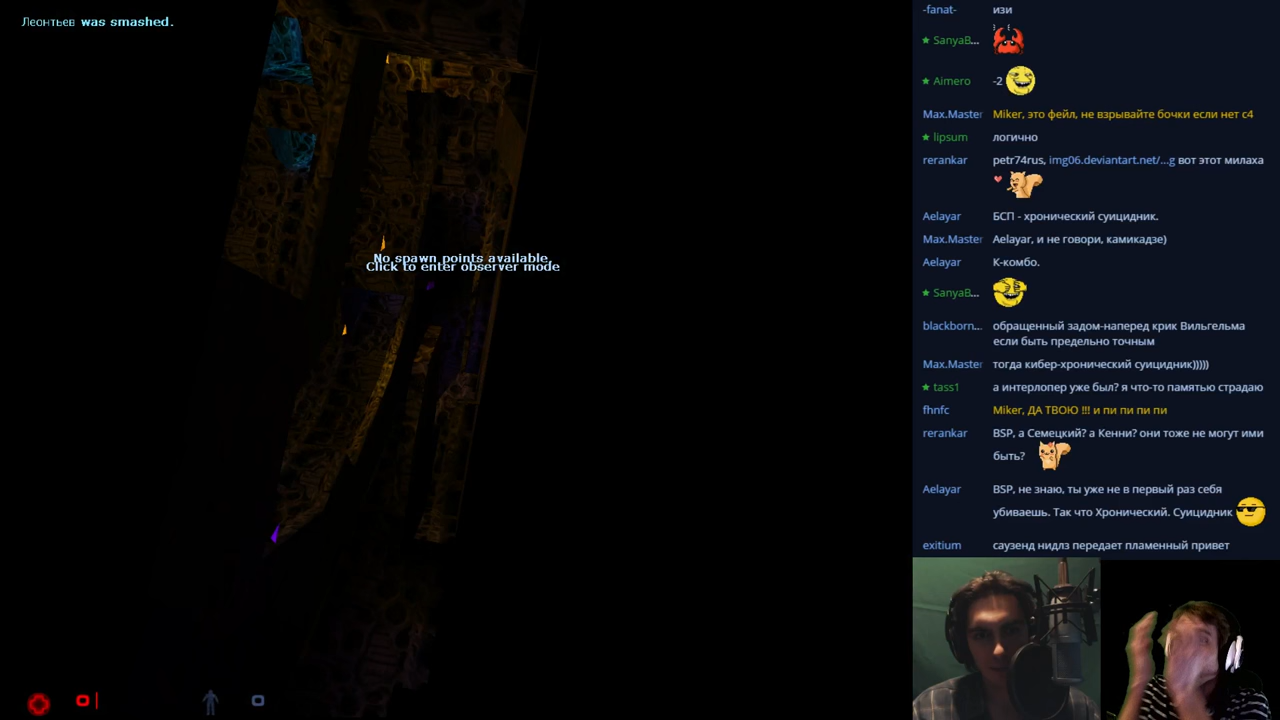 Леонтьев was smashed.
No spawn points available.
Click to enter observer mode
-fanat- изи
SanyaB...
Aimero -2
Max.Master Miker, это фейл, не взрывайте бочки если нет с4
lipsum логично
rerankar petr74rus, img06.deviantart.net/...g вот этот милаха
Aelayar БСП - хронический суицидник.
Max.Master Aelayar, и не говори, камикадзе)
Aelayar К-комбо.
SanyaB...
blackborn... обращенный задом-наперед крик Вильгельма
если быть предельно точным
Max.Master тогда кибер-хронический суицидник)))))
tass1 а интерлопер уже был? я что-то памятью страдаю
fhnfc Miker, ДА ТВОЮ !!! и пи пи пи пи
rerankar BSP, а Семецкий? а Кенни? они тоже не могут ими
быть?
Aelayar BSP, не знаю, ты уже не в первый раз себя
убиваешь. Так что Хронический. Суицидник
exitium саузенд нидлз передает пламенный привет